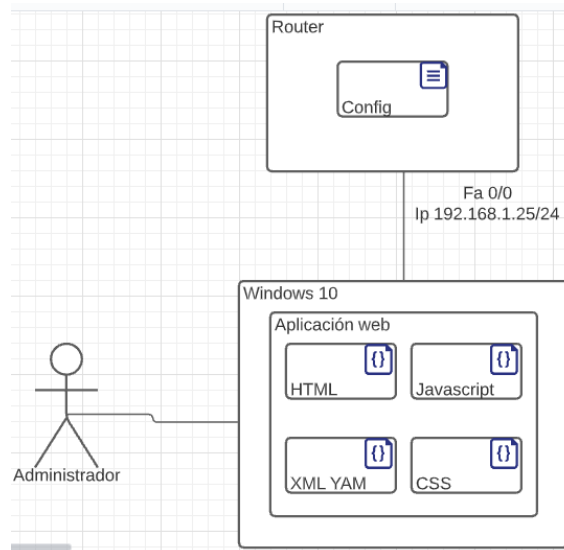 Router
Config
Fa 0/0
Ip 192.168.1.25/24
Windows 10
Aplicación web
HTML
Javascript
XML YAM
CSS
Administrador